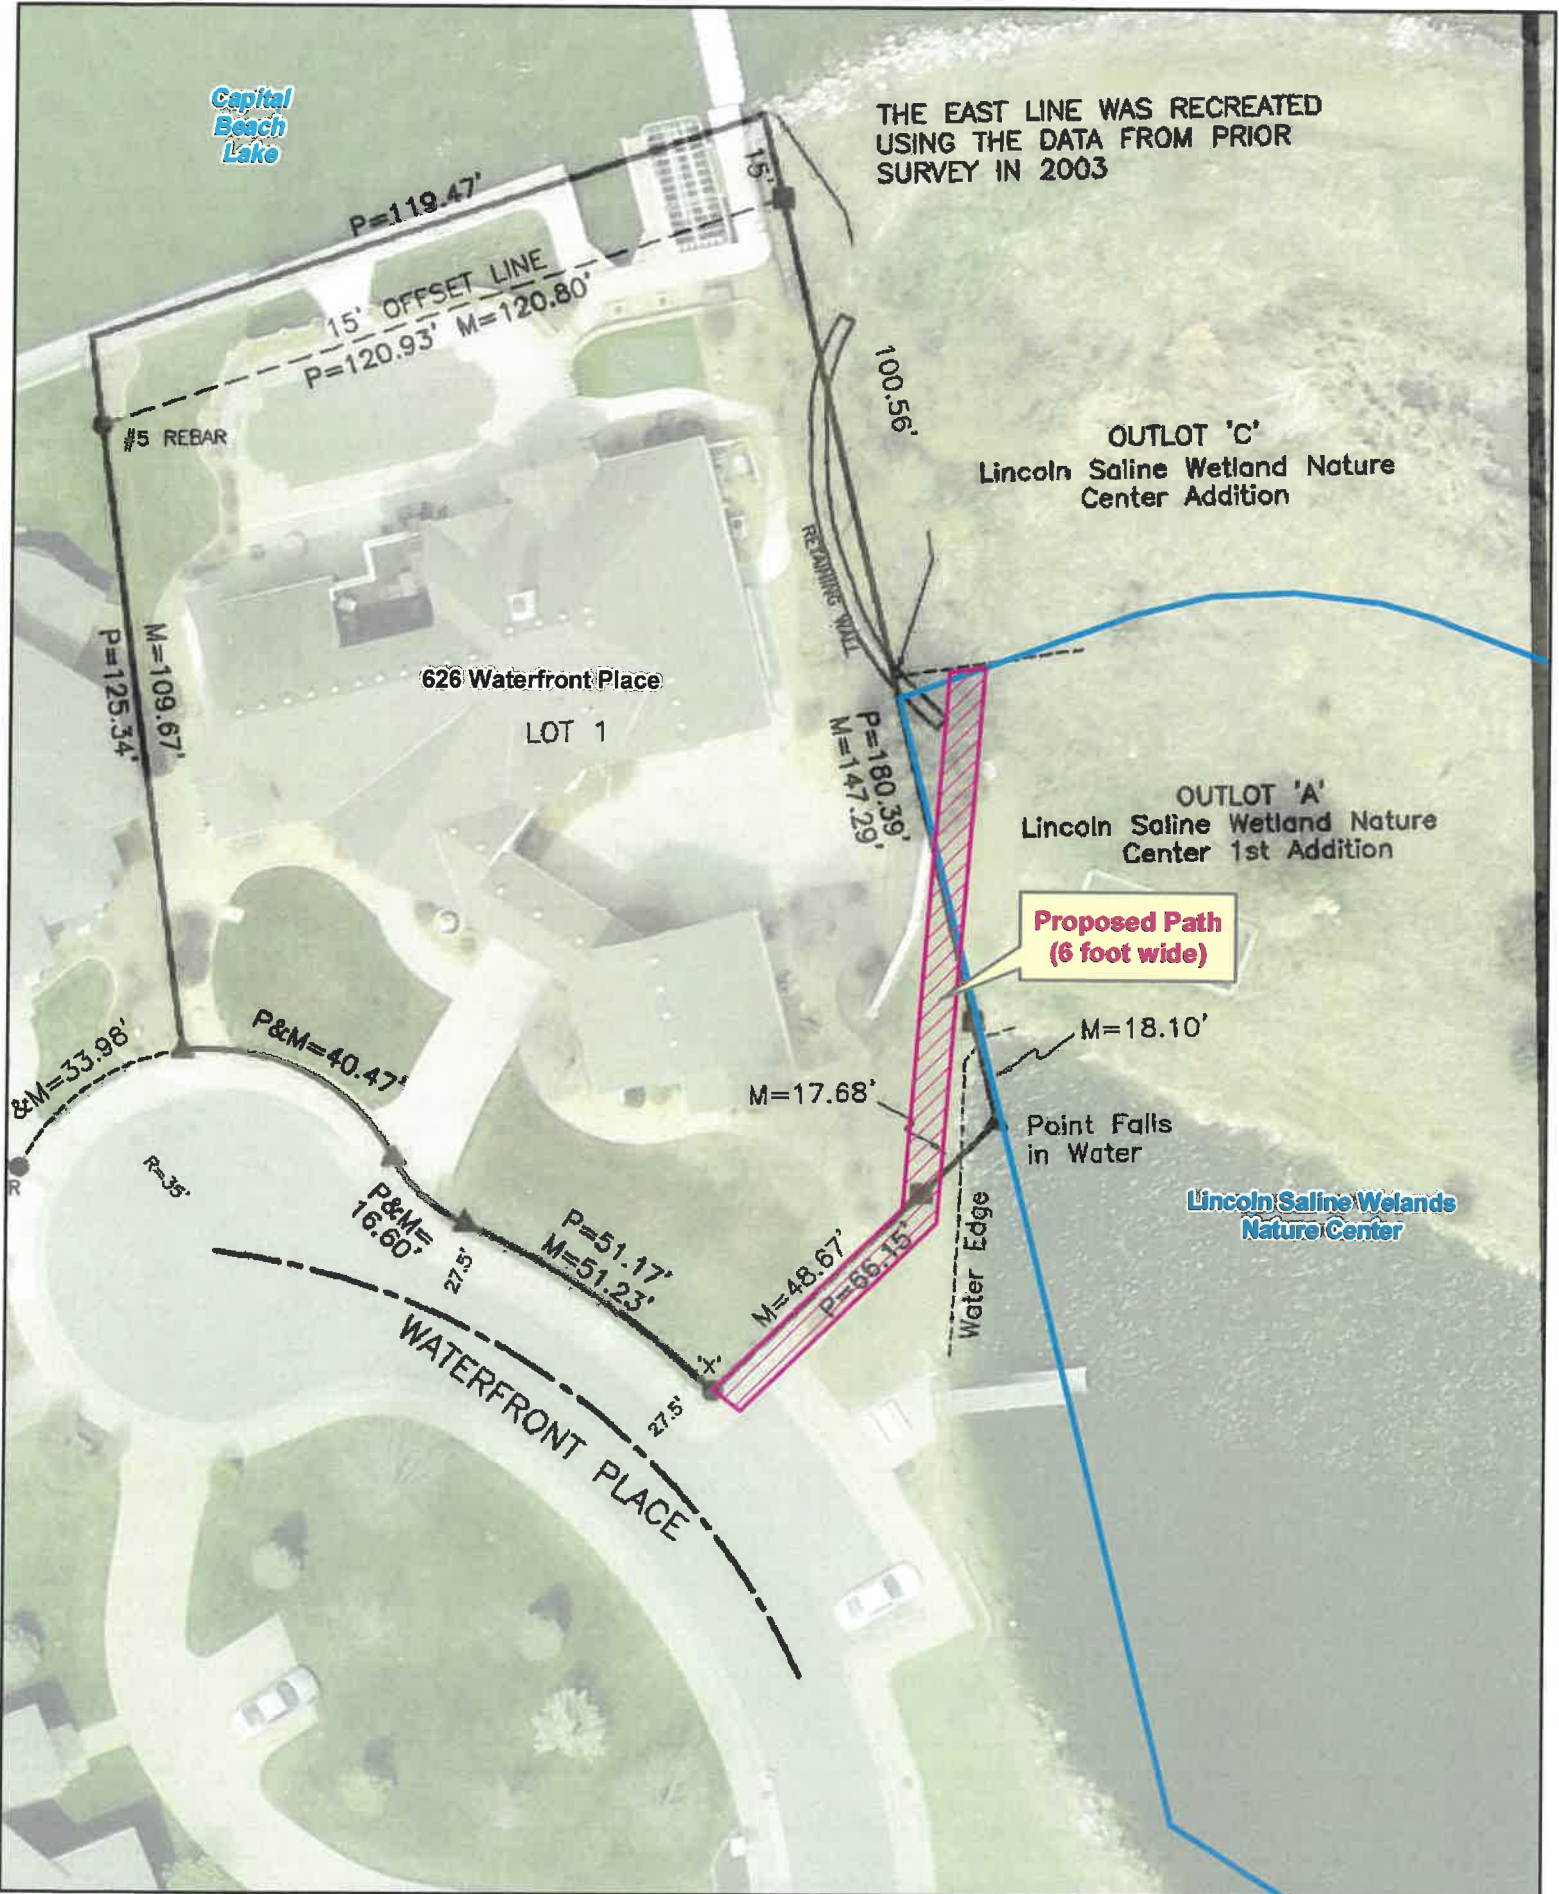 Capital
Beach
Lake
THE EAST LINE WAS RECREATED
USING THE DATA FROM PRIOR
SURVEY IN 2003
15'
P=119.47'
15' OFFSET LINE
P=120.93' M=120.80'
#5 REBAR
100.56'
OUTLOT 'C'
Lincoln Saline Wetland Nature
Center Addition
RETAINING WALL
M=109.67'
P=125.34'
626 Waterfront Place
LOT 1
P=180.39'
M=147.29'
OUTLOT 'A'
Lincoln Saline Wetland Nature
Center 1st Addition
Proposed Path
(6 foot wide)
M=18.10'
&M=33.98'
P&M=40.47'
M=17.68'
Point Falls
in Water
R
R=35'
P&M=
16.60'
27.5'
P=51.17'
M=51.23'
M=48.67'
P=66.15'
Water Edge
Lincoln Saline Welands
Nature Center
'X'
27.5'
WATERFRONT PLACE